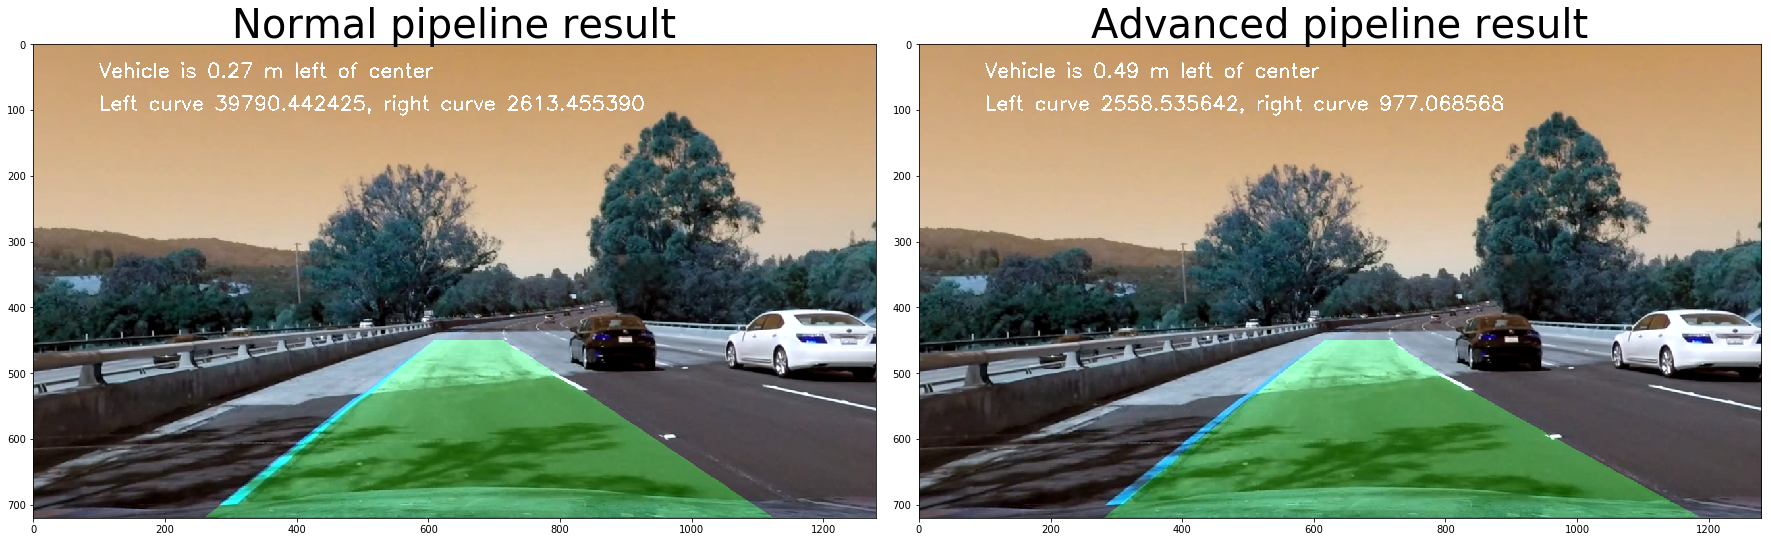 Normal pipeline result
0
100
200
300
400
500
600
700
0 200 400 600 800 1000 1200
Vehicle is 0.27 m left of center
Left curve 39790.442425, right curve 2613.455390
Advanced pipeline result
0
100
200
300
400
500
600
700
0 200 400 600 800 1000 1200
Vehicle is 0.49 m left of center
Left curve 2558.535642, right curve 977.068568